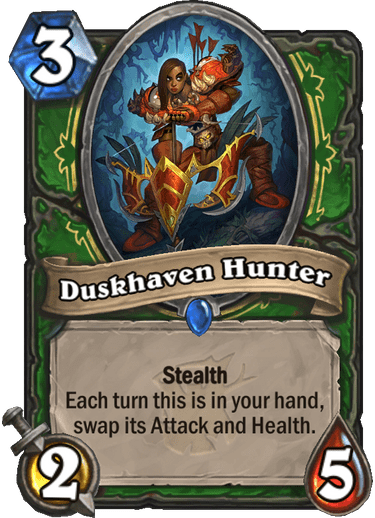 3
Duskhaven Hunter
Stealth
Each turn this is in your hand,
swap its Attack and Health.
2
5